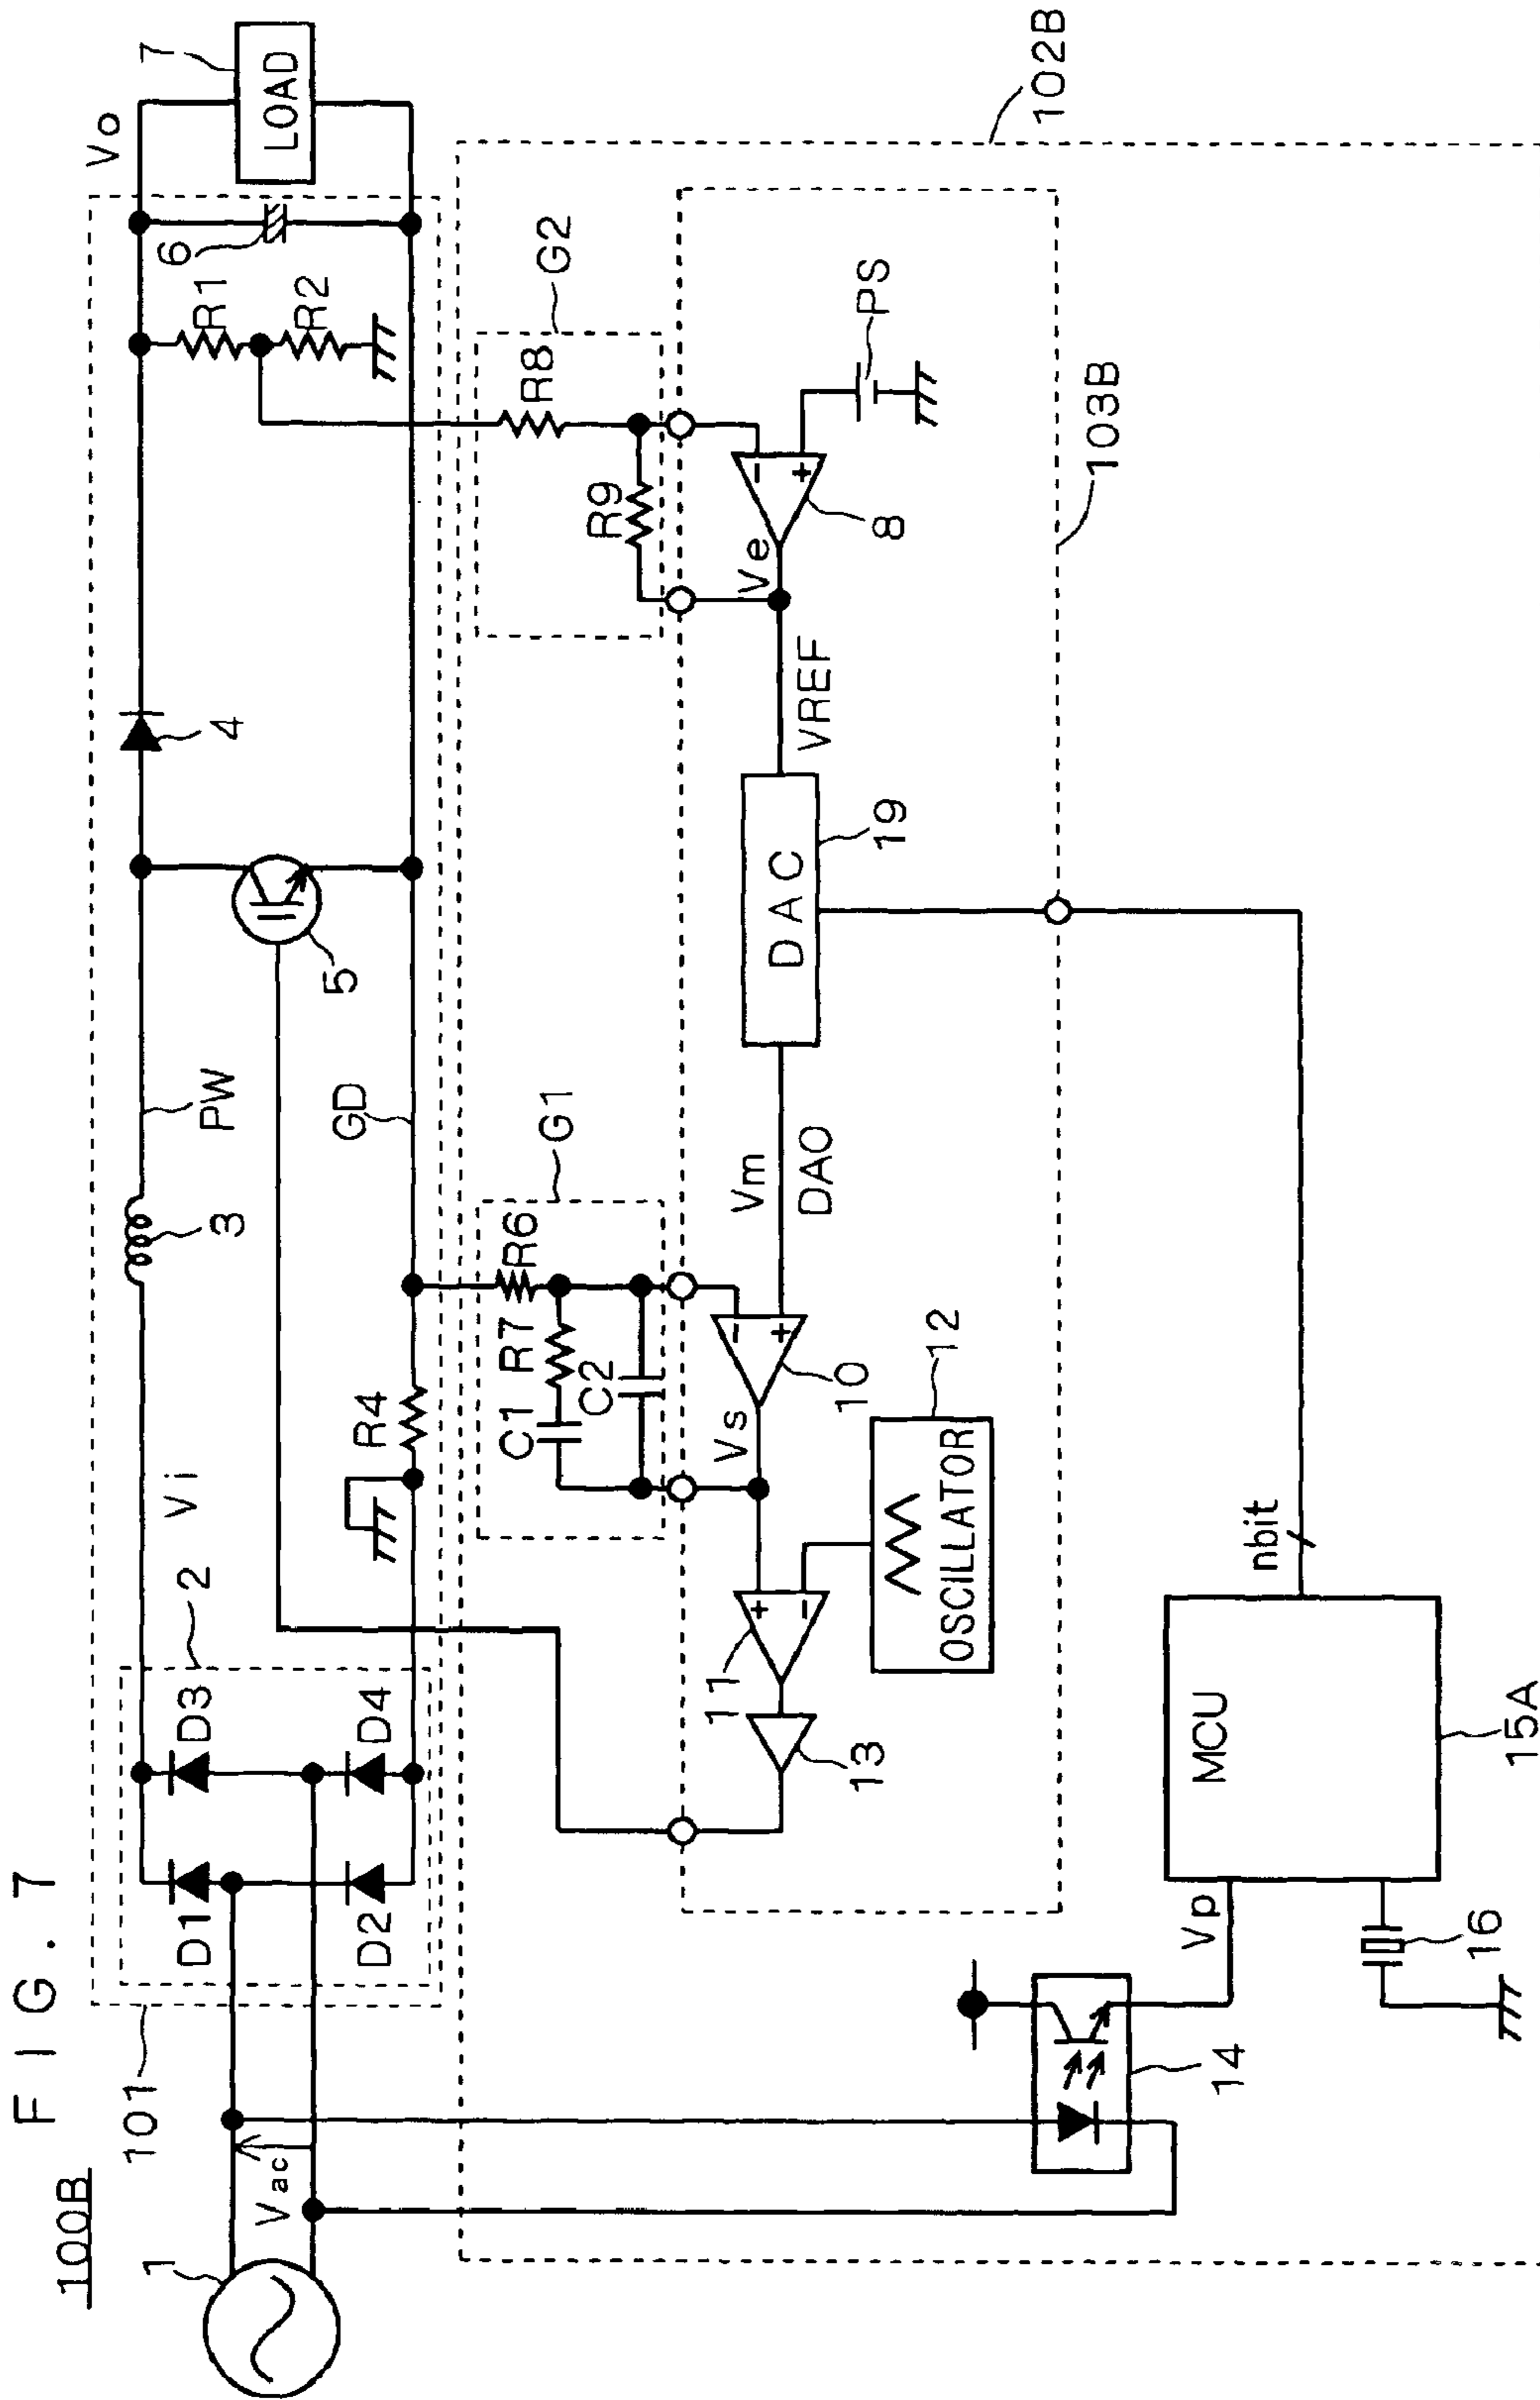 FIG. 7
100B
1
Vac
101
2
D1
D3
D2
D4
Vi
3
PW
5
4
GD
R4
R1
R2
6
Vo
7
LOAD
G1
R6
C1
R7
C2
G2
R8
R9
13
11
Vs
10
12
OSCILLATOR
Vm
DAO
DAC
19
VREF
Ve
8
PS
103B
102B
14
Vp
16
MCU
15A
nbit